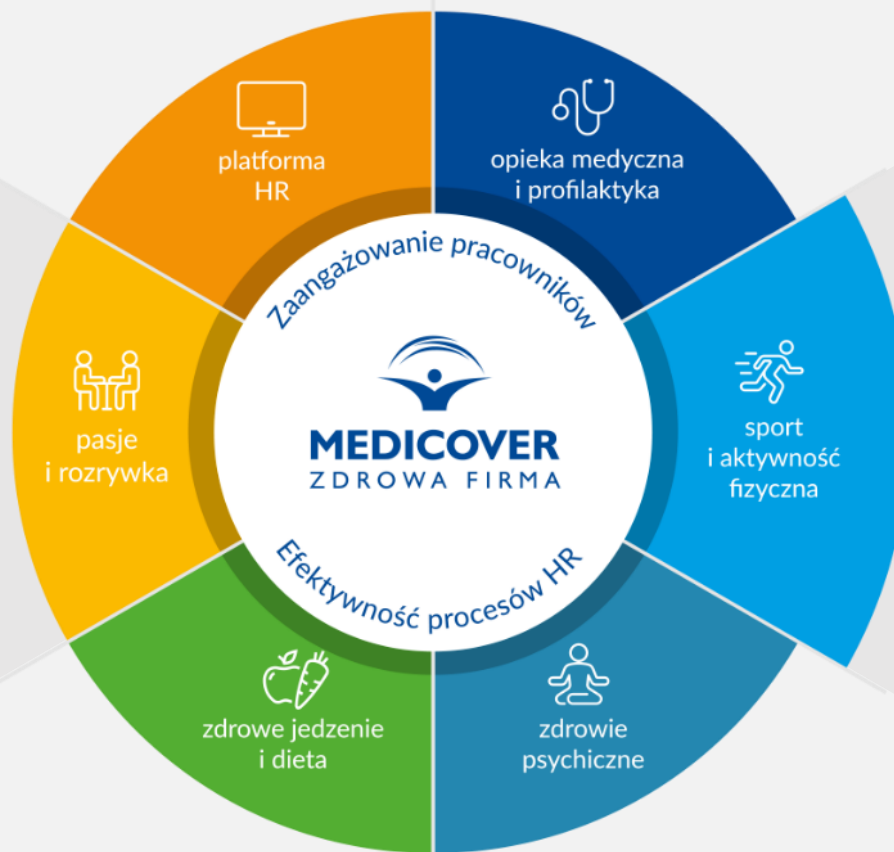 platforma
HR
opieka medyczna
i profilaktyka
Zaangażowanie pracowników
MEDICOVER
ZDROWA FIRMA
Efektywność procesów HR
pasje
i rozrywka
sport
i aktywność
fizyczna
zdrowe jedzenie
i dieta
zdrowie
psychiczne